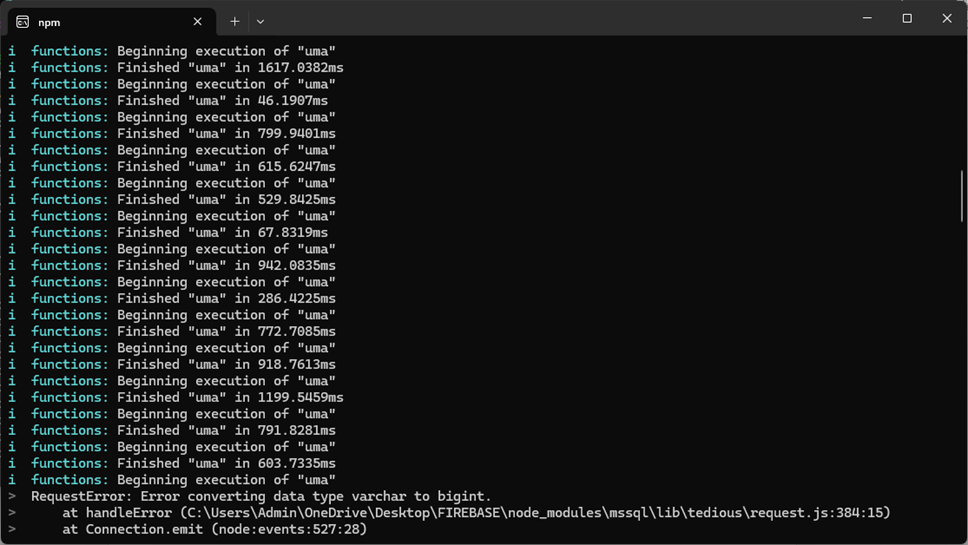 npm
i functions: Beginning execution of "uma"
i functions: Finished "uma" in 1617.0382ms
i functions: Beginning execution of "uma"
i functions: Finished "uma" in 46.1907ms
i functions: Beginning execution of "uma"
i functions: Finished "uma" in 799.9401ms
i functions: Beginning execution of "uma"
i functions: Finished "uma" in 615.6247ms
i functions: Beginning execution of "uma"
i functions: Finished "uma" in 529.8425ms
i functions: Beginning execution of "uma"
i functions: Finished "uma" in 67.8319ms
i functions: Beginning execution of "uma"
i functions: Finished "uma" in 942.0835ms
i functions: Beginning execution of "uma"
i functions: Finished "uma" in 286.4225ms
i functions: Beginning execution of "uma"
i functions: Finished "uma" in 772.7085ms
i functions: Beginning execution of "uma"
i functions: Finished "uma" in 918.7613ms
i functions: Beginning execution of "uma"
i functions: Finished "uma" in 1199.5459ms
i functions: Beginning execution of "uma"
i functions: Finished "uma" in 791.8281ms
i functions: Beginning execution of "uma"
i functions: Finished "uma" in 603.7335ms
i functions: Beginning execution of "uma"
> RequestError: Error converting data type varchar to bigint.
> at handleError (C:\Users\Admin\OneDrive\Desktop\FIREBASE\node_modules\mssql\lib\tedious\request.js:384:15)
> at Connection.emit (node:events:527:28)